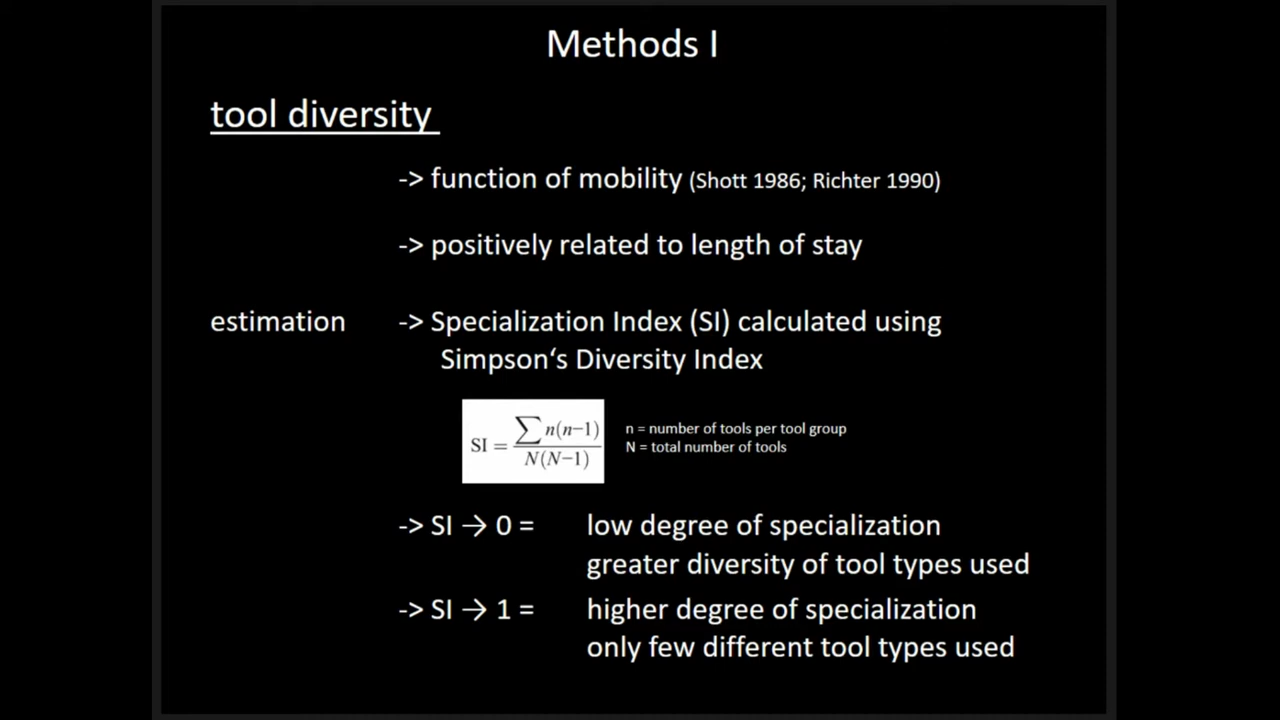 Methods I
tool diversity
-> function of mobility (Shott 1986; Richter 1990)
-> positively related to length of stay
estimation -> Specialization Index (SI) calculated using
Simpson‘s Diversity Index
SI = ∑ n(n−1) / N(N−1)
n = number of tools per tool group
N = total number of tools
-> SI → 0 = low degree of specialization
greater diversity of tool types used
-> SI → 1 = higher degree of specialization
only few different tool types used